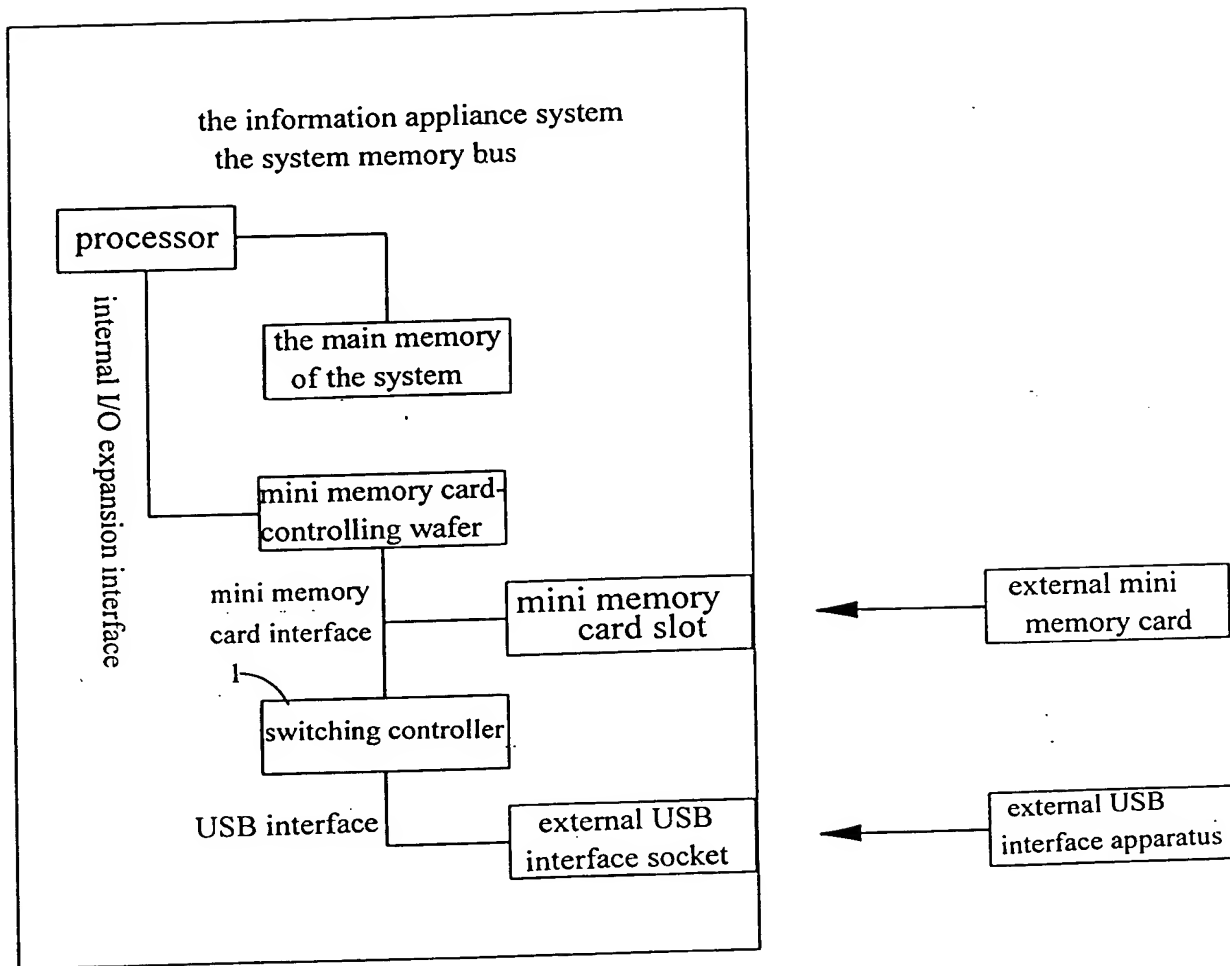 the information appliance system
the system memory bus
processor
internal I/O expansion interface
the main memory
of the system
mini memory card-
controlling wafer
mini memory
card interface
mini memory
card slot
external mini
memory card
1
switching controller
USB interface
external USB
interface socket
external USB
interface apparatus